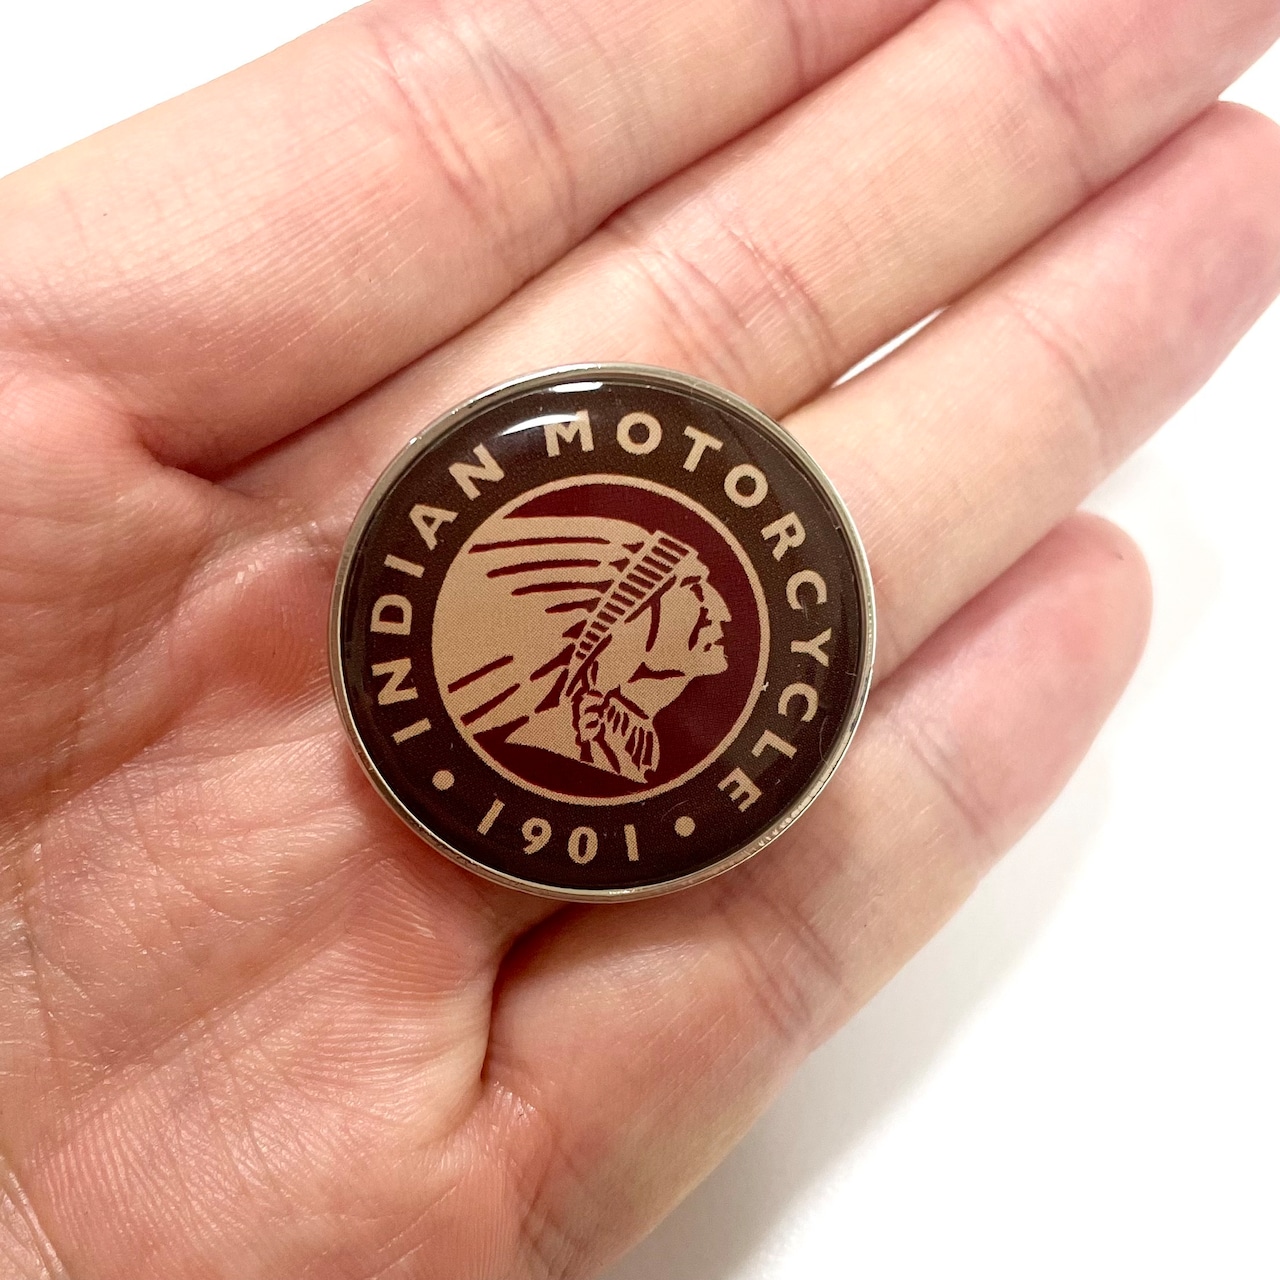 INDIAN MOTORCYCLE
• 1901 •